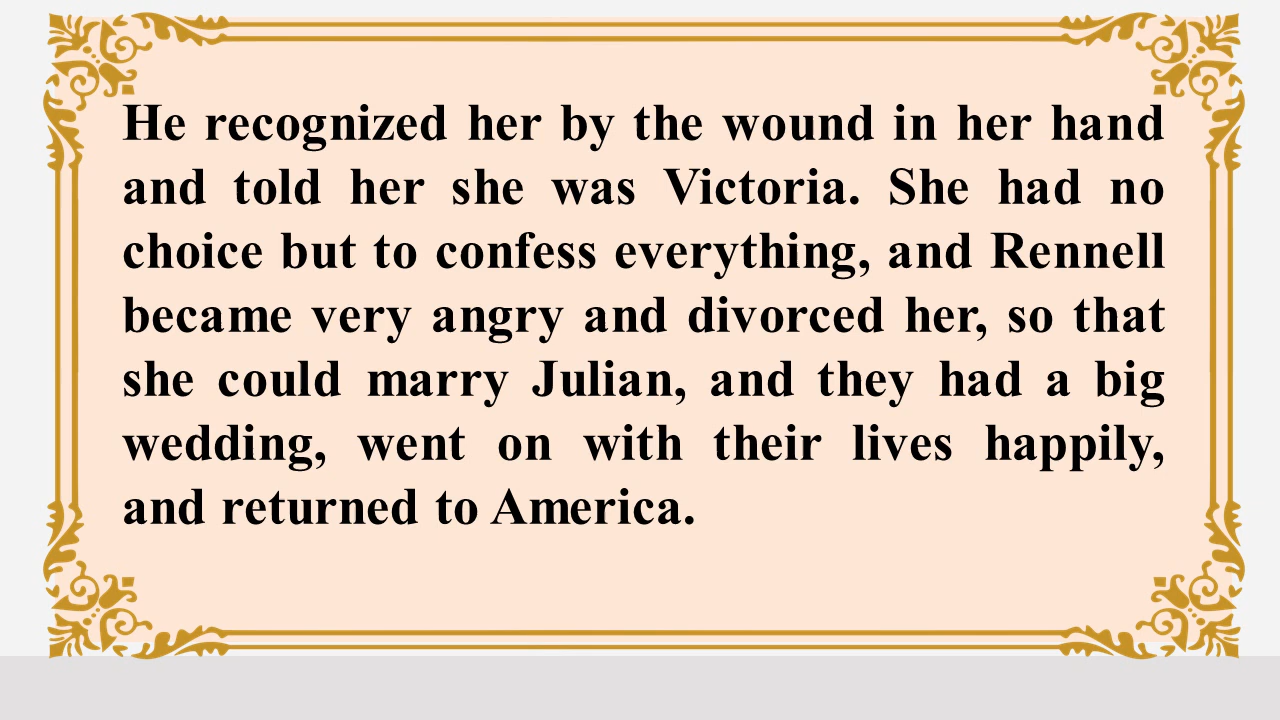 He recognized her by the wound in her hand
and told her she was Victoria. She had no
choice but to confess everything, and Rennell
became very angry and divorced her, so that
she could marry Julian, and they had a big
wedding, went on with their lives happily,
and returned to America.